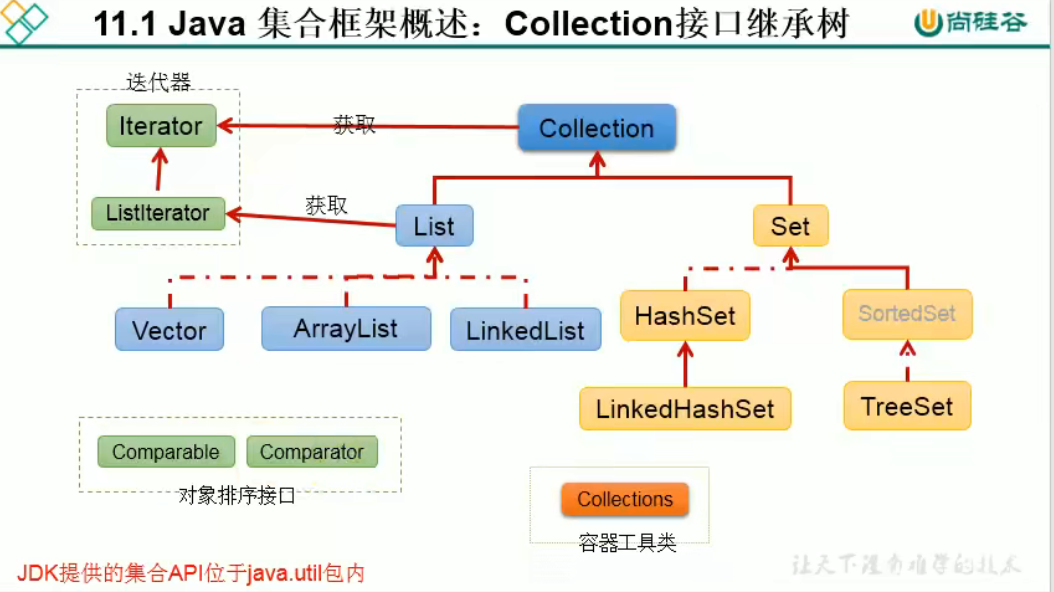 11.1 Java 集合框架概述：Collection接口继承树
尚硅谷
迭代器
Iterator
获取
Collection
ListIterator
获取
List
Set
Vector
ArrayList
LinkedList
HashSet
SortedSet
LinkedHashSet
TreeSet
Comparable
Comparator
对象排序接口
Collections
容器工具类
JDK提供的集合API位于java.util包内
让天下没有难学的技术